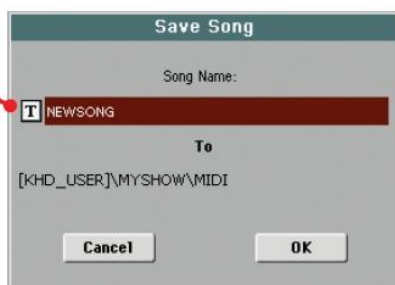 Save Song
Song Name:
T NEWSONG
To
[KHD_USER]\MYSHOW\MIDI
Cancel OK